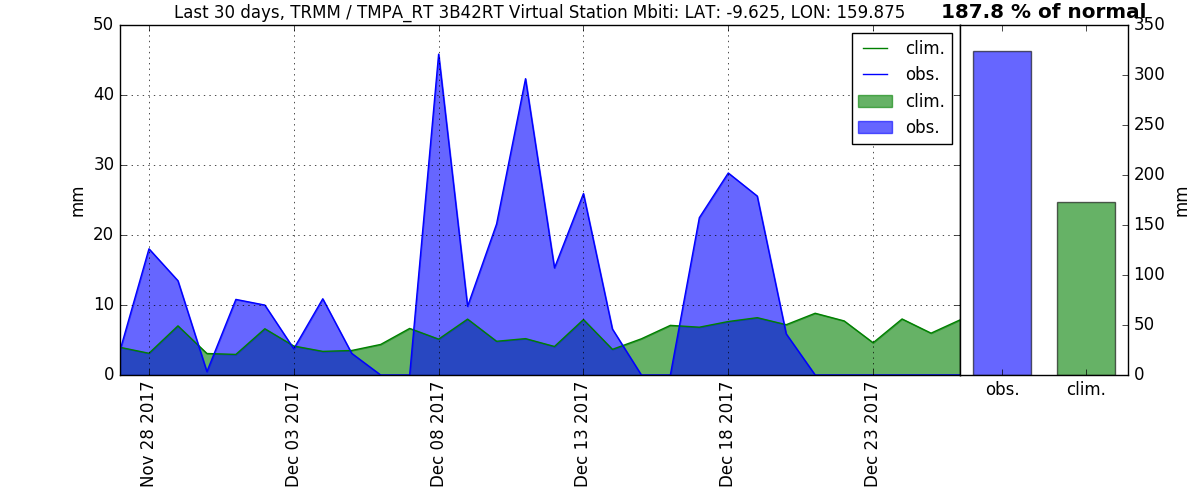 Last 30 days, TRMM / TMPA_RT 3B42RT Virtual Station Mbiti: LAT: -9.625, LON: 159.875
187.8 % of normal
50
40
30
20
10
0
mm
clim.
obs.
clim.
obs.
Nov 28 2017
Dec 03 2017
Dec 08 2017
Dec 13 2017
Dec 18 2017
Dec 23 2017
350
300
250
200
150
100
50
0
mm
obs.
clim.